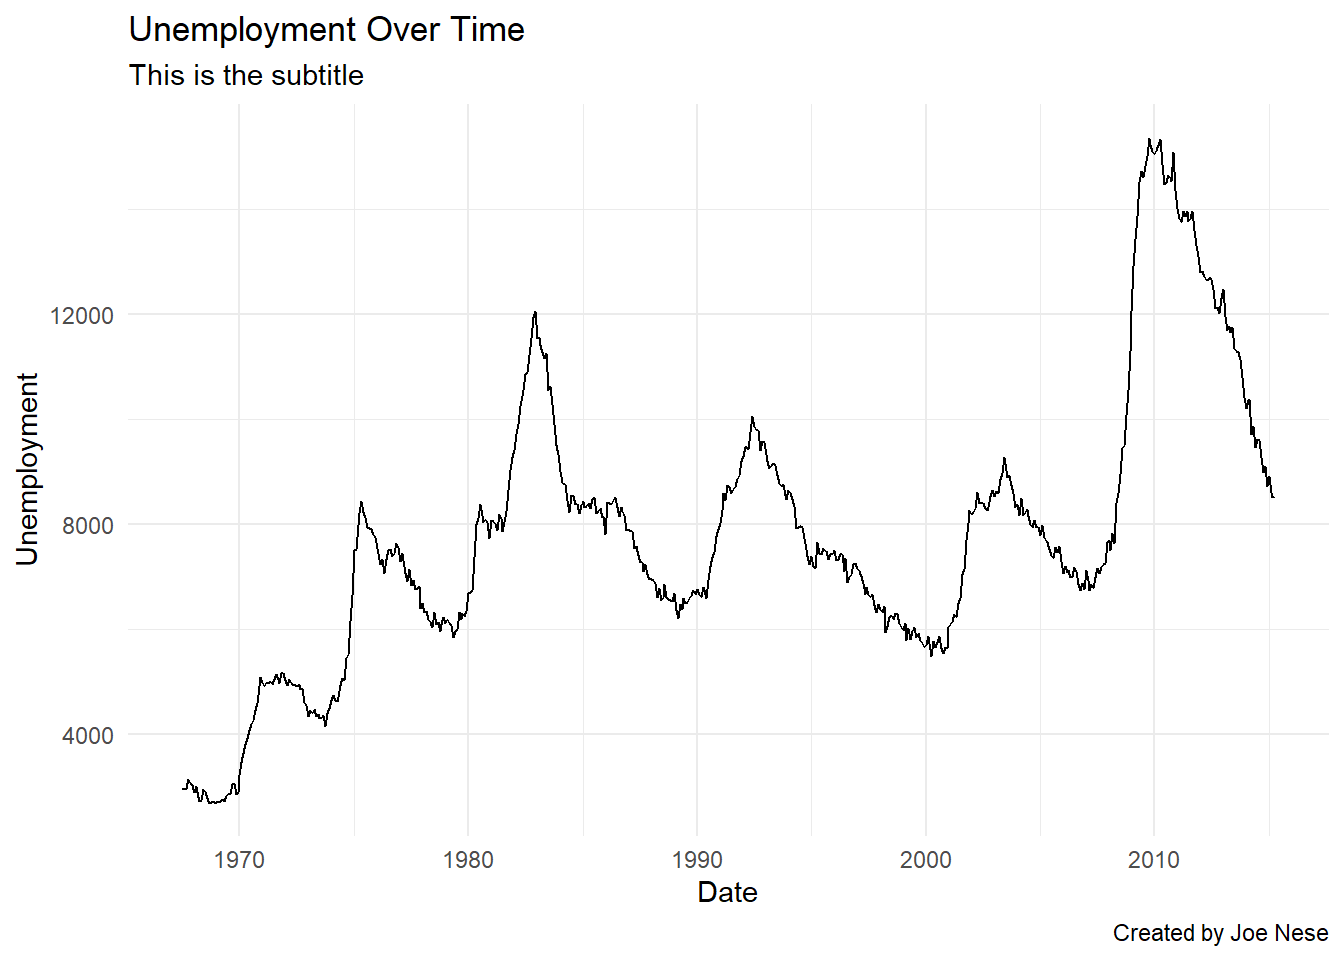 Unemployment Over Time
This is the subtitle
12000
8000
4000
Unemployment
1970 1980 1990 2000 2010
Date
Created by Joe Nese